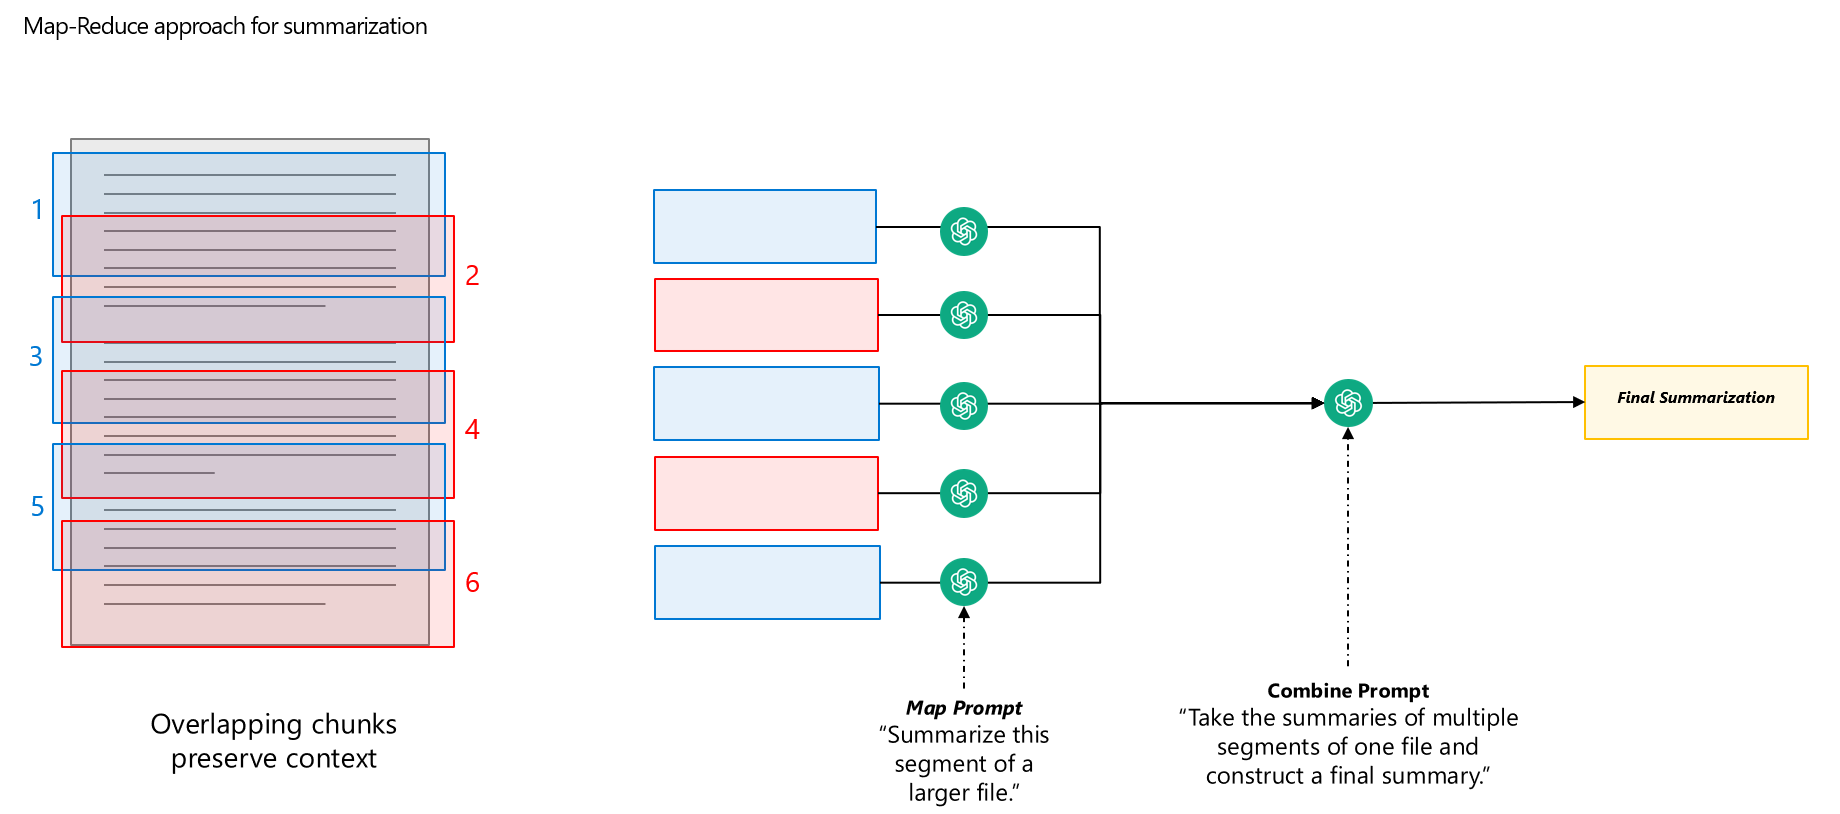 Map-Reduce approach for summarization
1
2
3
4
5
6
Overlapping chunks
preserve context
Map Prompt
“Summarize this
segment of a
larger file.”
Combine Prompt
“Take the summaries of multiple
segments of one file and
construct a final summary.”
Final Summarization